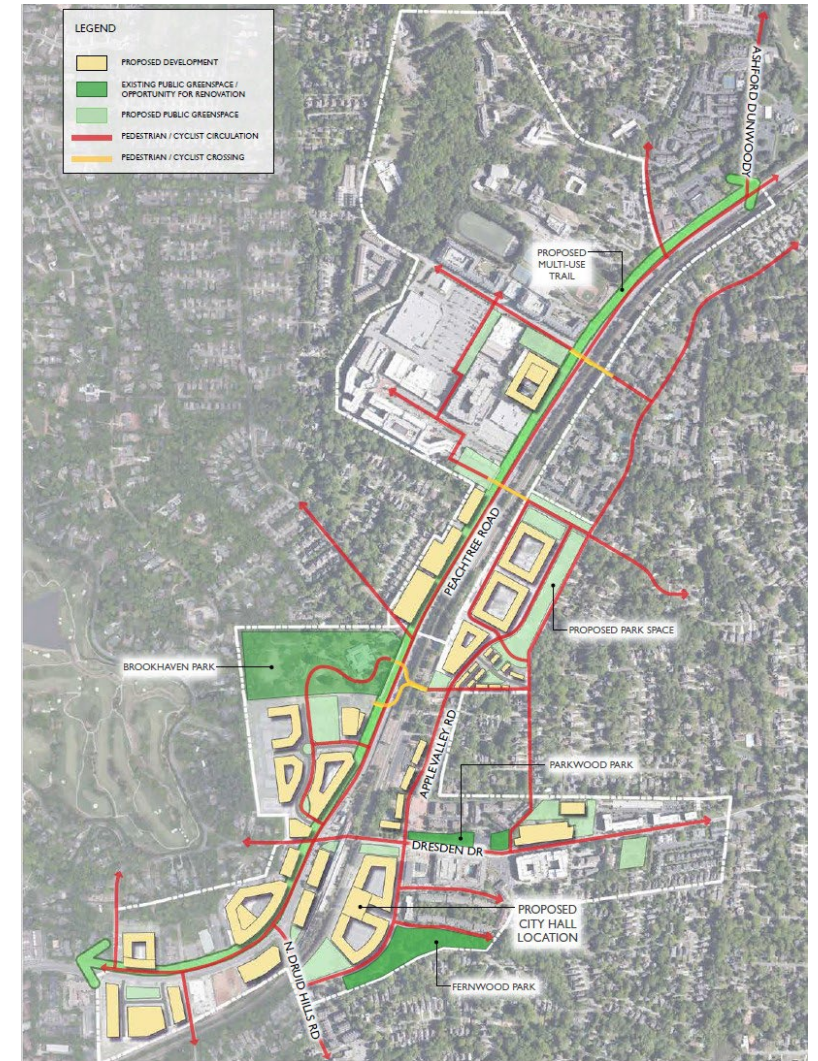 LEGEND
PROPOSED DEVELOPMENT
EXISTING PUBLIC GREENSPACE /
OPPORTUNITY FOR RENOVATION
PROPOSED PUBLIC GREENSPACE
PEDESTRIAN / CYCLIST CIRCULATION
PEDESTRIAN / CYCLIST CROSSING
ASHFORD DUNWOODY
PROPOSED
MULTI-USE
TRAIL
PEACHTREE ROAD
PROPOSED PARK SPACE
BROOKHAVEN PARK
APPLE VALLEY RD
PARKWOOD PARK
DRESDEN DR
PROPOSED
CITY HALL
LOCATION
N. DRUID HILLS RD
FERNWOOD PARK